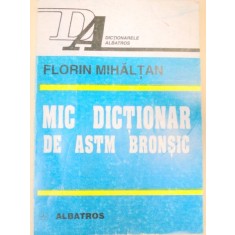 DA
DICȚIONARELE
ALBATROS
FLORIN MIHĂLȚAN
MIC DICȚIONAR
DE ASTM BRONȘIC
ALBATROS